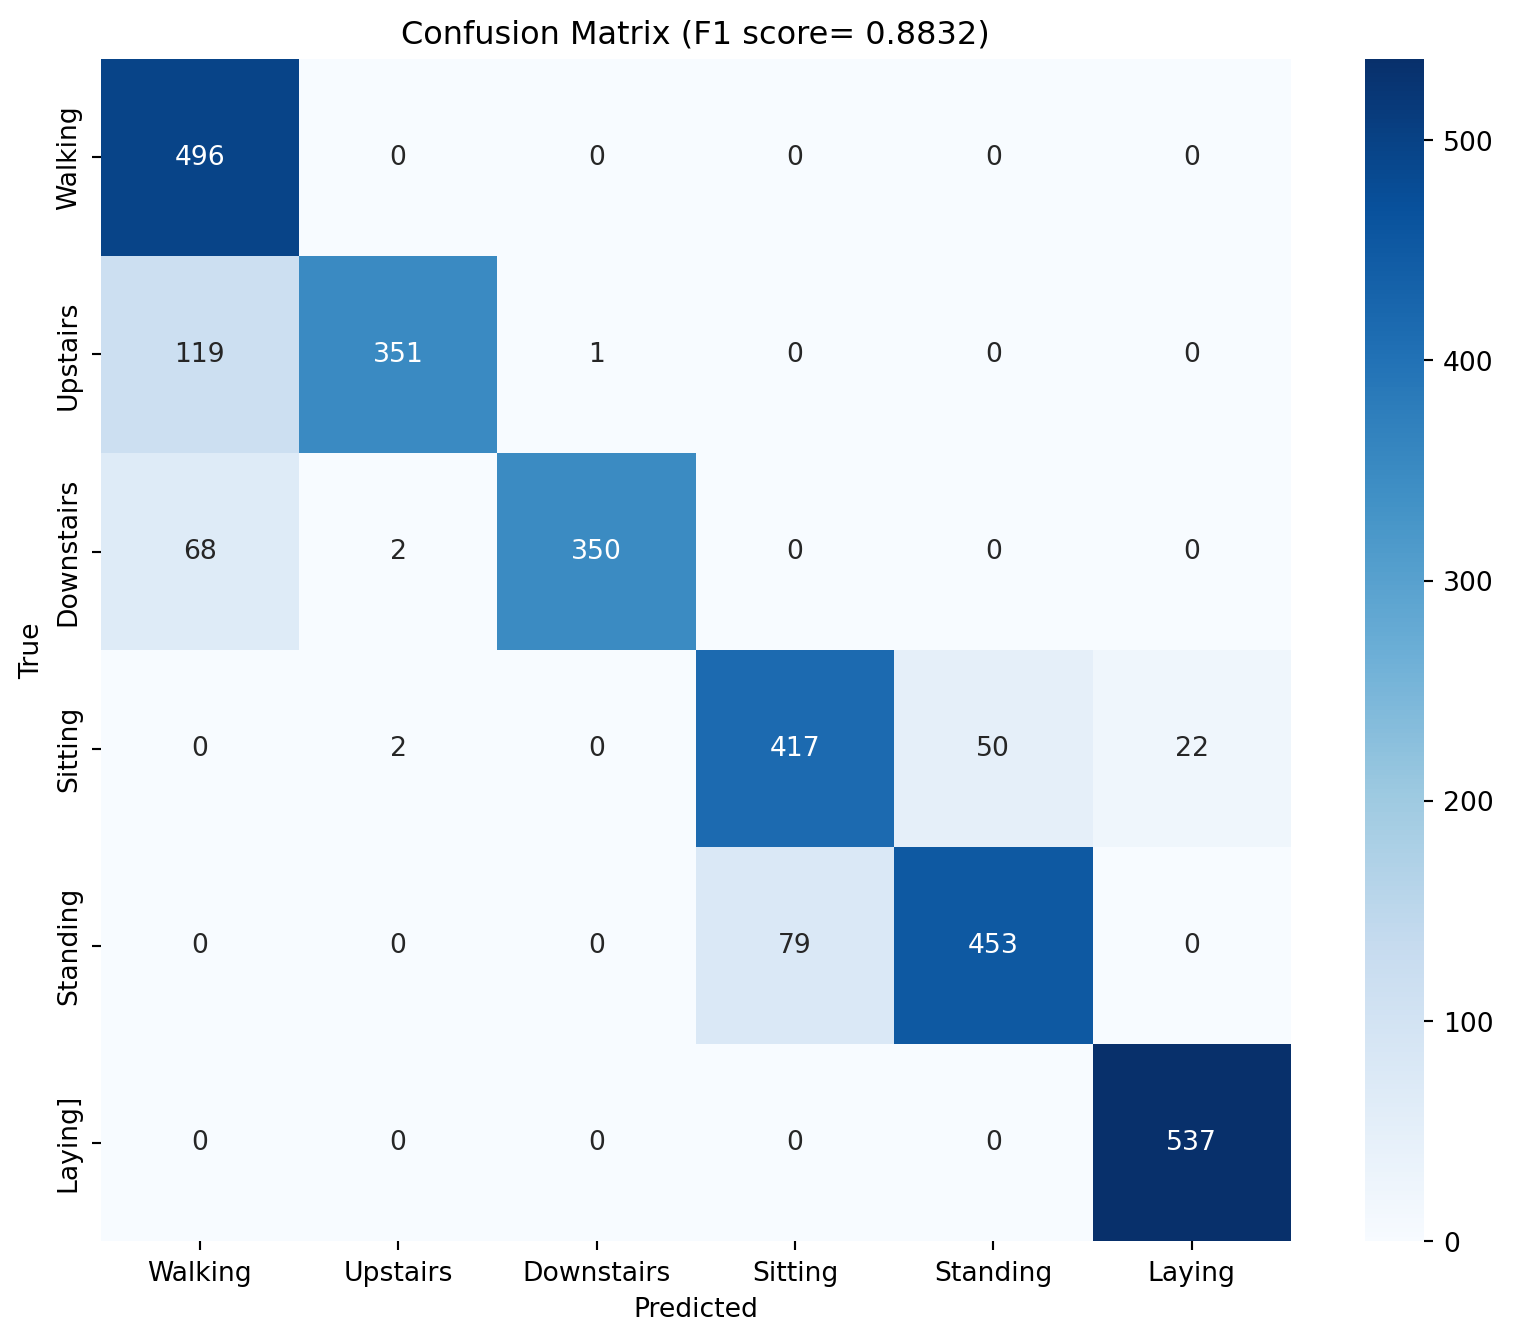 Confusion Matrix (F1 score= 0.8832)
Walking 496 0 0 0 0 0
Upstairs 119 351 1 0 0 0
Downstairs 68 2 350 0 0 0
Sitting 0 2 0 417 50 22
Standing 0 0 0 79 453 0
Laying] 0 0 0 0 0 537
True
Walking Upstairs Downstairs Sitting Standing Laying
Predicted
500
400
300
200
100
0